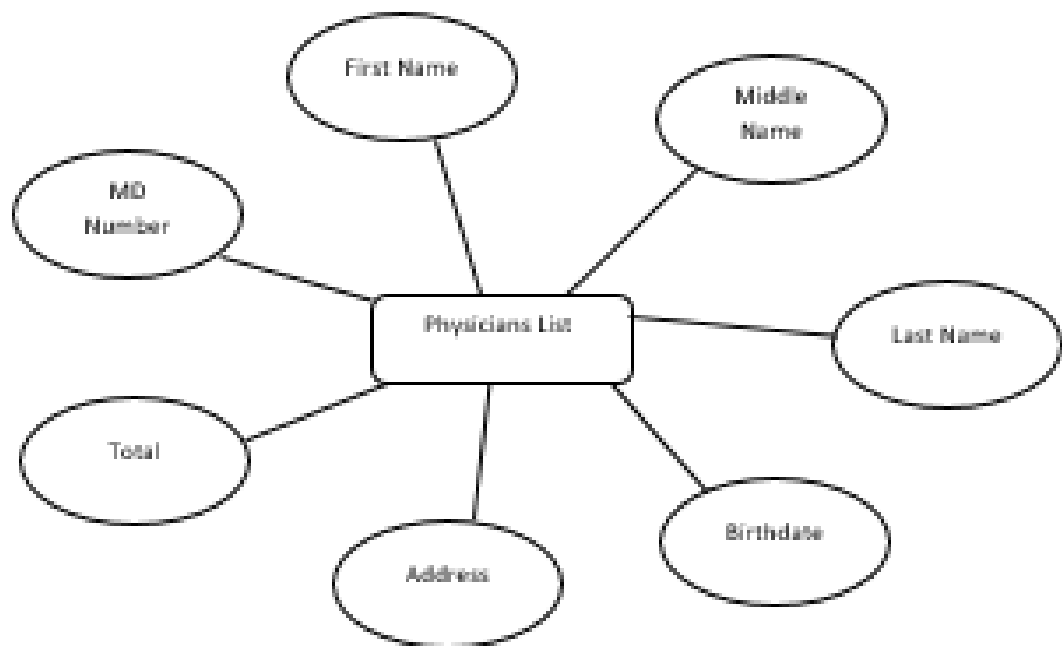 First Name
Middle
Name
MD
Number
Physicians List
Last Name
Total
Birthdate
Address